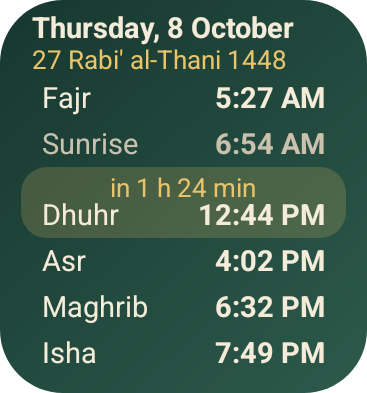 Thursday, 8 October
27 Rabi' al-Thani 1448
Fajr 5:27 AM
Sunrise 6:54 AM
in 1 h 24 min
Dhuhr 12:44 PM
Asr 4:02 PM
Maghrib 6:32 PM
Isha 7:49 PM